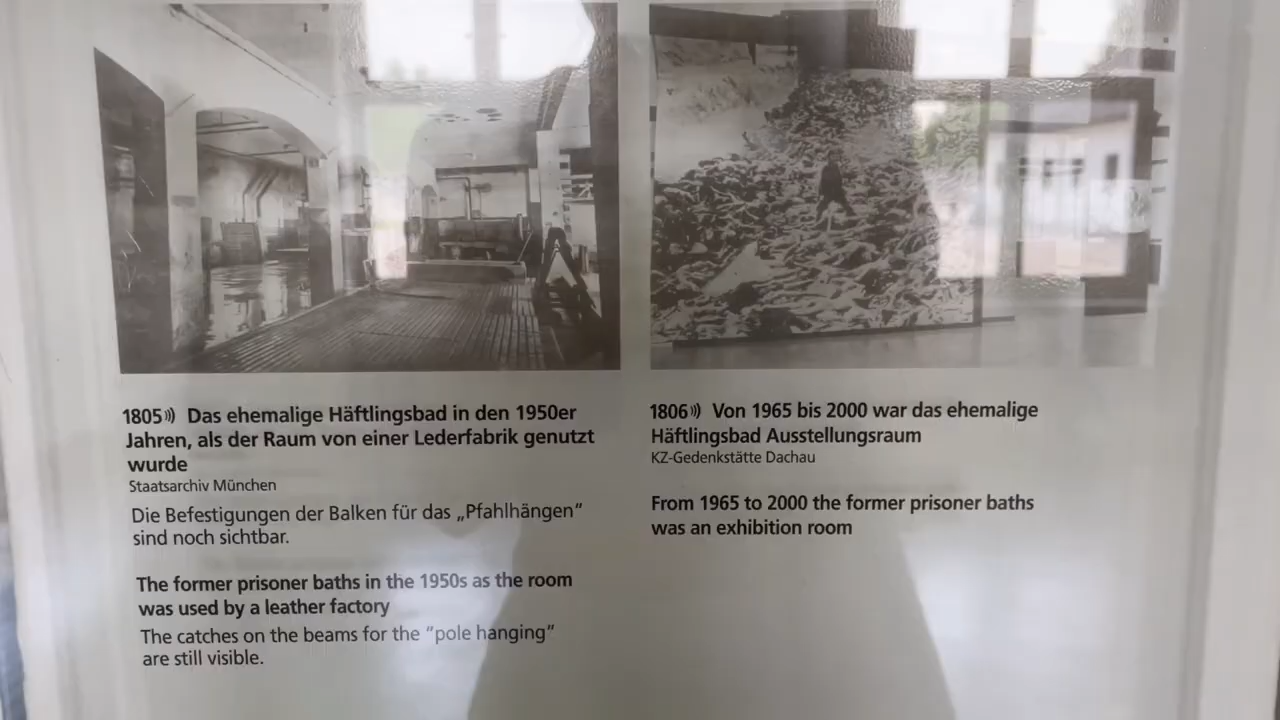 1805 Das ehemalige Häftlingsbad in den 1950er
Jahren, als der Raum von einer Lederfabrik genutzt
wurde
Staatsarchiv München
Die Befestigungen der Balken für das „Pfahlhängen“
sind noch sichtbar.
The former prisoner baths in the 1950s as the room
was used by a leather factory
The catches on the beams for the “pole hanging”
are still visible.
1806 Von 1965 bis 2000 war das ehemalige
Häftlingsbad Ausstellungsraum
KZ-Gedenkstätte Dachau
From 1965 to 2000 the former prisoner baths
was an exhibition room